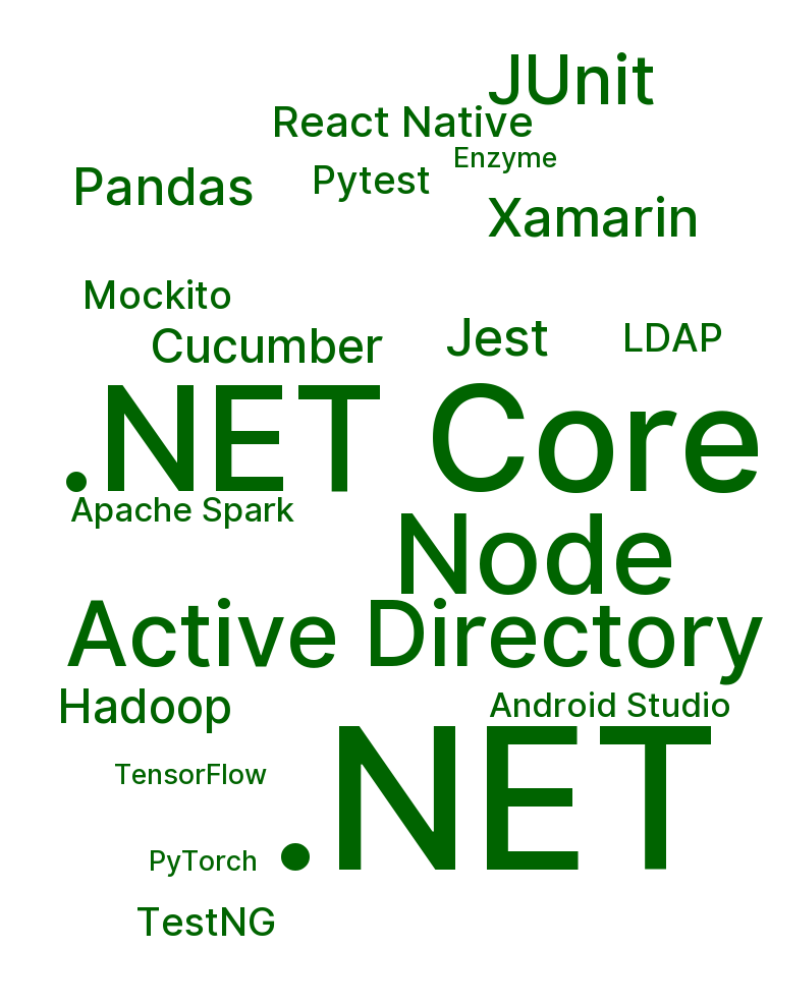 JUnit
React Native
Enzyme
Pandas
Pytest
Xamarin
Mockito
Cucumber
Jest
LDAP
.NET Core
Apache Spark
Node
Active Directory
Hadoop
Android Studio
.NET
TensorFlow
PyTorch
TestNG